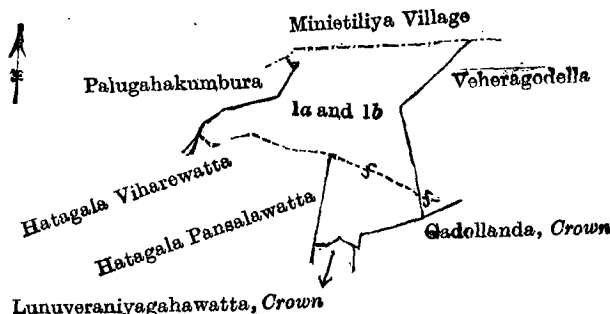 Minietiliya Village
Palugahakumbura
Veheragodella
1a and 1b
Hatagala Viharewatta
Hatagala Pansalawatta
Gadollanda, Crown
Lunuveraniyagahawatta, Crown